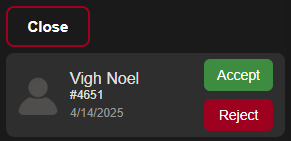 Close
Vigh Noel
#4651
4/14/2025
Accept
Reject